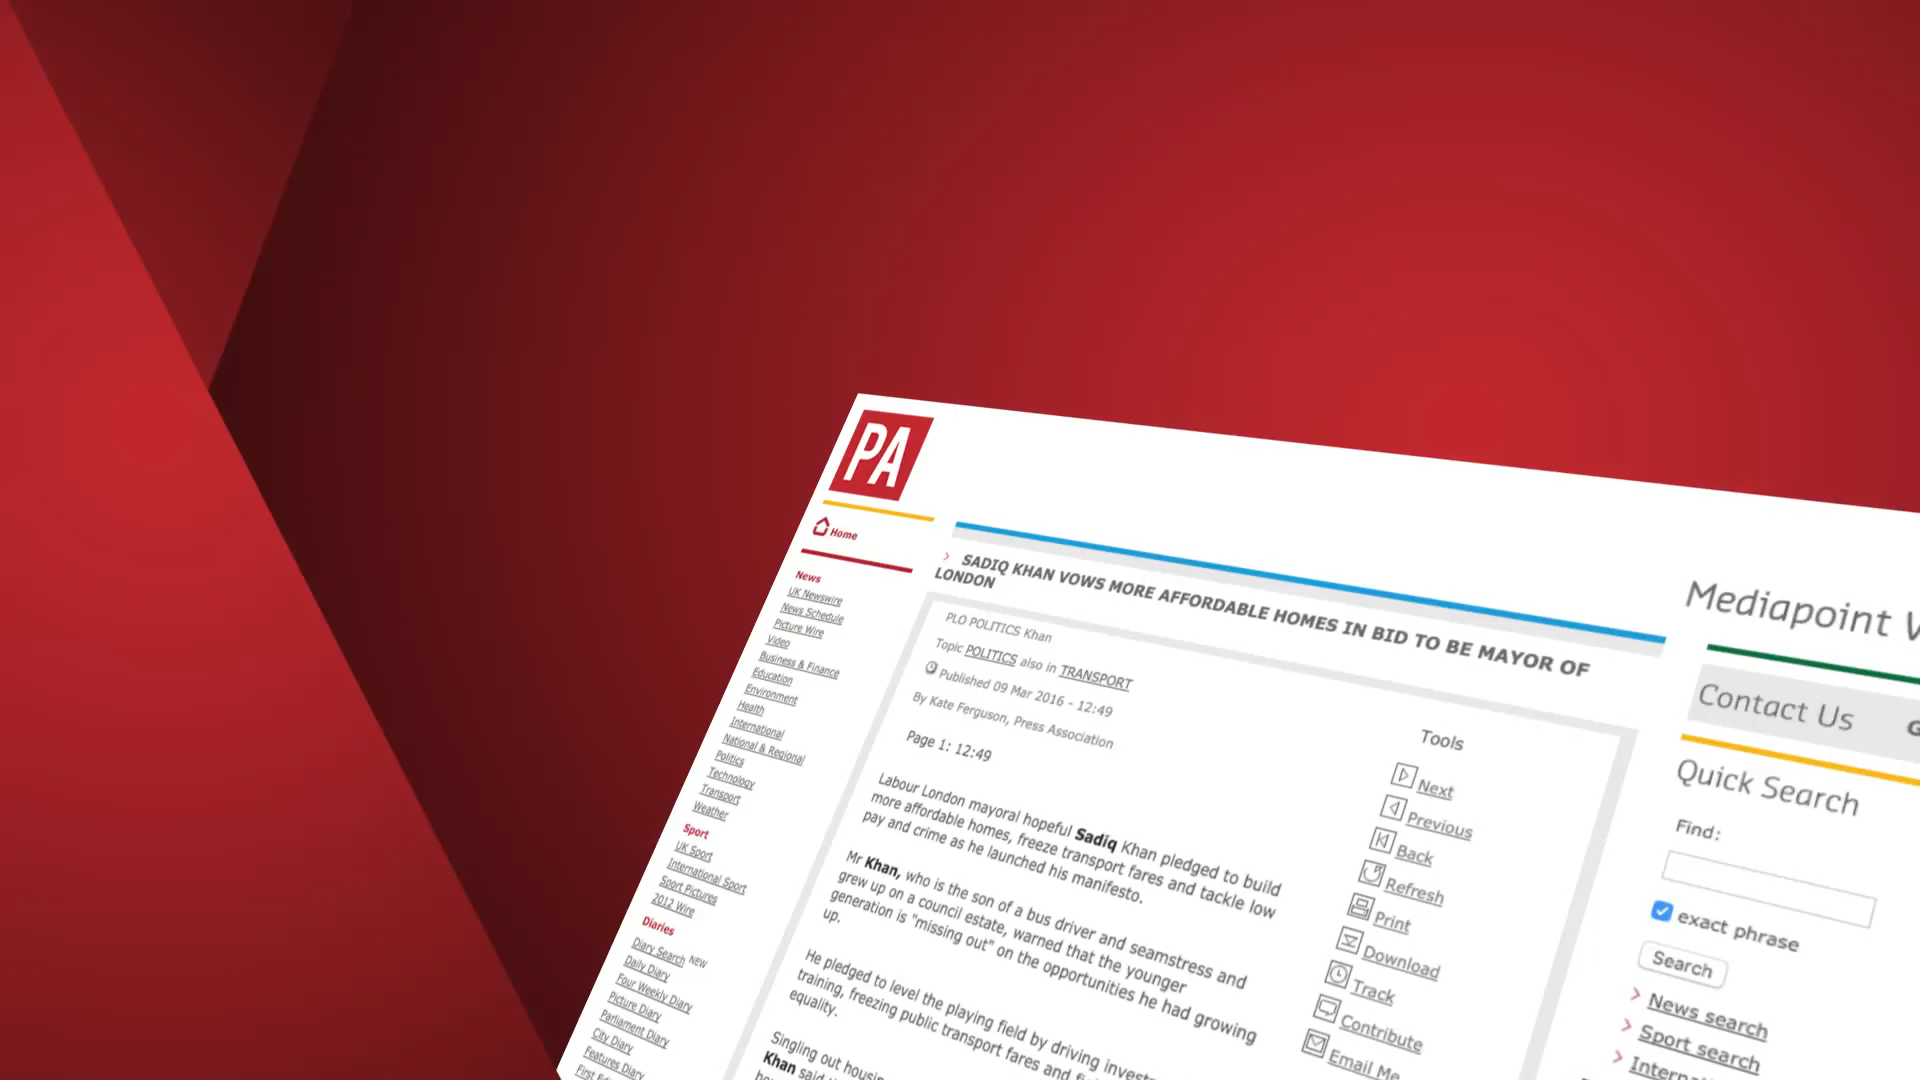 PA
Home
News
UK Newswire
News Schedule
Picture Wire
Video
Business & Finance
Education
Environment
Health
International
National & Regional
Politics
Technology
Transport
Weather
Sport
UK Sport
International Sport
Sport Pictures
2012 Wire
Diaries
Diary Search NEW
Daily Diary
Four Weekly Diary
Picture Diary
Parliament Diary
City Diary
Features Diary
SADIQ KHAN VOWS MORE AFFORDABLE HOMES IN BID TO BE MAYOR OF
LONDON
PLO POLITICS Khan
Topic POLITICS also in TRANSPORT
Published 09 Mar 2016 - 12:49
By Kate Ferguson, Press Association
Page 1: 12:49
Labour London mayoral hopeful Sadiq Khan pledged to build
more affordable homes, freeze transport fares and tackle low
pay and crime as he launched his manifesto.
Mr Khan, who is the son of a bus driver and seamstress and
grew up on a council estate, warned that the younger
generation is "missing out" on the opportunities he had growing
up.
He pledged to level the playing field by driving
training, freezing public transport fares and
equality.
Singling out
Khan said
Tools
Next
Previous
Back
Refresh
Print
Download
Track
Contribute
Email Me
Mediapoint
Contact Us
Quick Search
Find:
exact phrase
Search
News search
Sport search